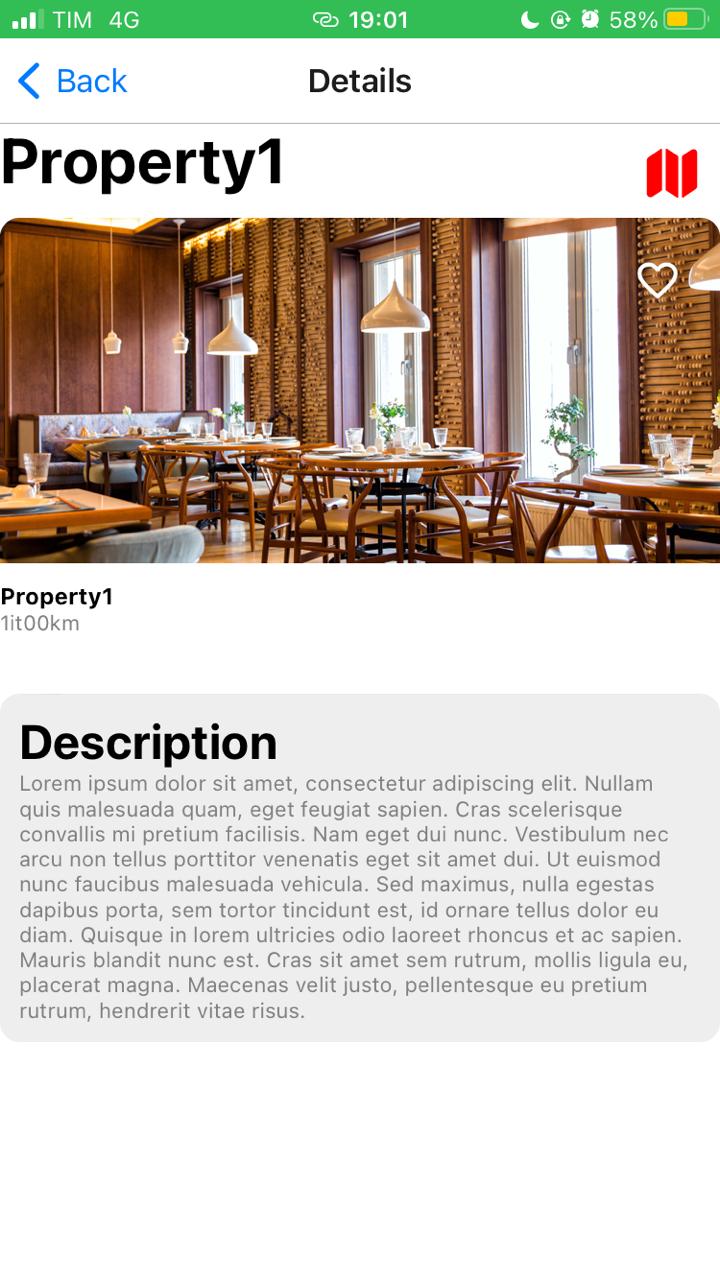 TIM 4G 19:01 58%
Back Details
Property1
Property1
1it00km
Description
Lorem ipsum dolor sit amet, consectetur adipiscing elit. Nullam
quis malesuada quam, eget feugiat sapien. Cras scelerisque
convallis mi pretium facilisis. Nam eget dui nunc. Vestibulum nec
arcu non tellus porttitor venenatis eget sit amet dui. Ut euismod
nunc faucibus malesuada vehicula. Sed maximus, nulla egestas
dapibus porta, sem tortor tincidunt est, id ornare tellus dolor eu
diam. Quisque in lorem ultricies odio laoreet rhoncus et ac sapien.
Mauris blandit nunc est. Cras sit amet sem rutrum, mollis ligula eu,
placerat magna. Maecenas velit justo, pellentesque eu pretium
rutrum, hendrerit vitae risus.